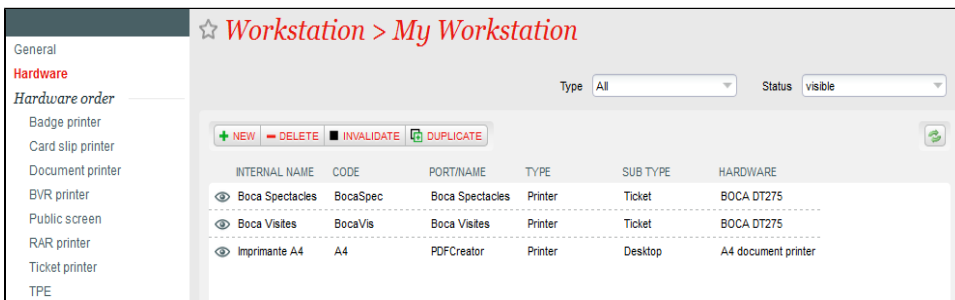 Workstation > My Workstation
General
Hardware
Hardware order
Badge printer
Card slip printer
Document printer
BVR printer
Public screen
RAR printer
Ticket printer
TPE
Type All Status visible
NEW DELETE INVALIDATE DUPLICATE
INTERNAL NAME CODE PORT/NAME TYPE SUB TYPE HARDWARE
Boca Spectacles BocaSpec Boca Spectacles Printer Ticket BOCA DT275
Boca Visites BocaVis Boca Visites Printer Ticket BOCA DT275
Imprimante A4 A4 PDFCreator Printer Desktop A4 document printer